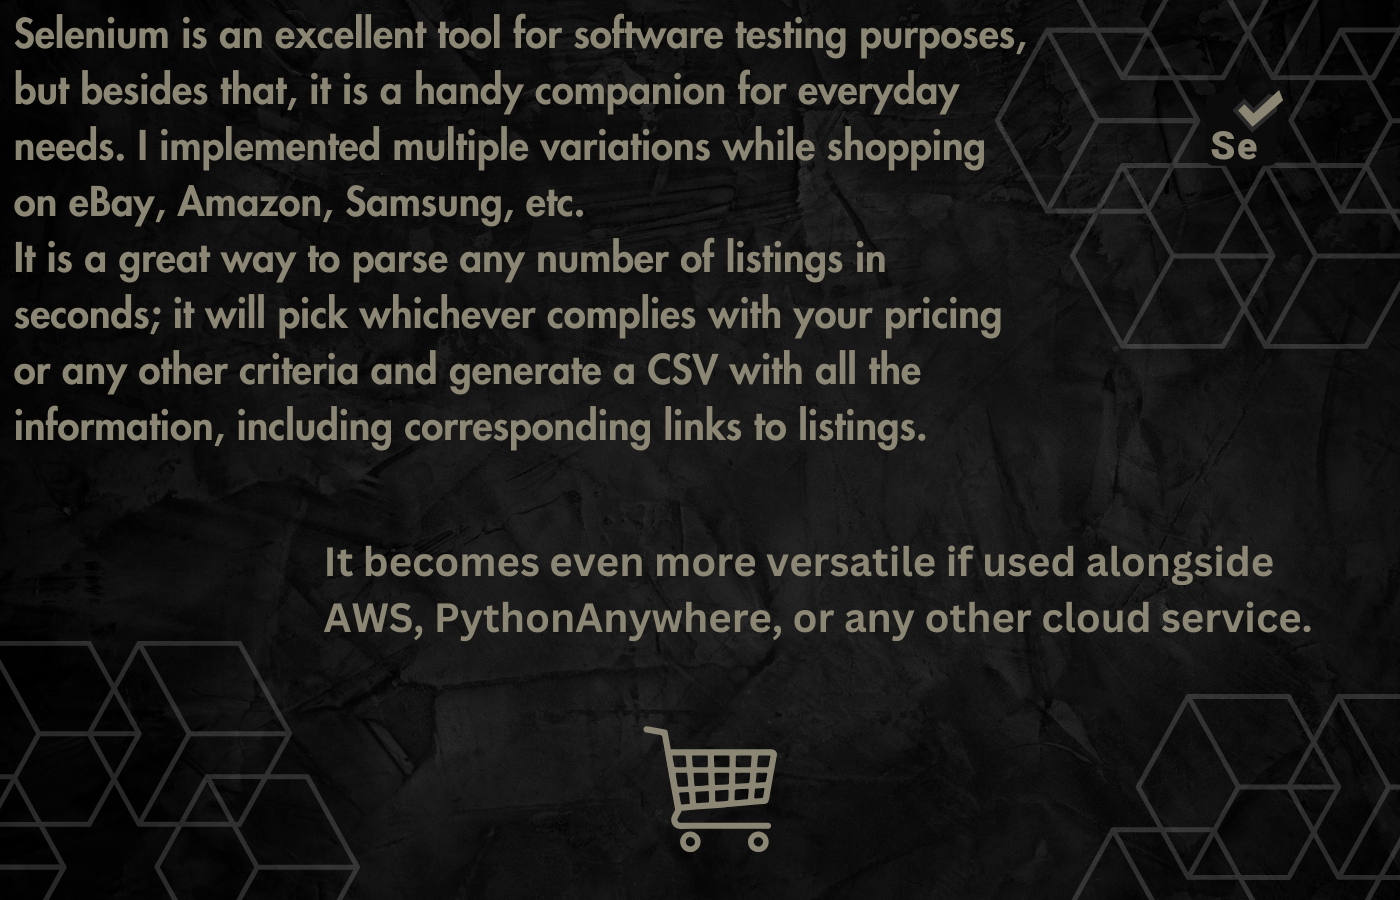 Selenium is an excellent tool for software testing purposes,
but besides that, it is a handy companion for everyday
needs. I implemented multiple variations while shopping
on eBay, Amazon, Samsung, etc.
It is a great way to parse any number of listings in
seconds; it will pick whichever complies with your pricing
or any other criteria and generate a CSV with all the
information, including corresponding links to listings.
Se
It becomes even more versatile if used alongside
AWS, PythonAnywhere, or any other cloud service.